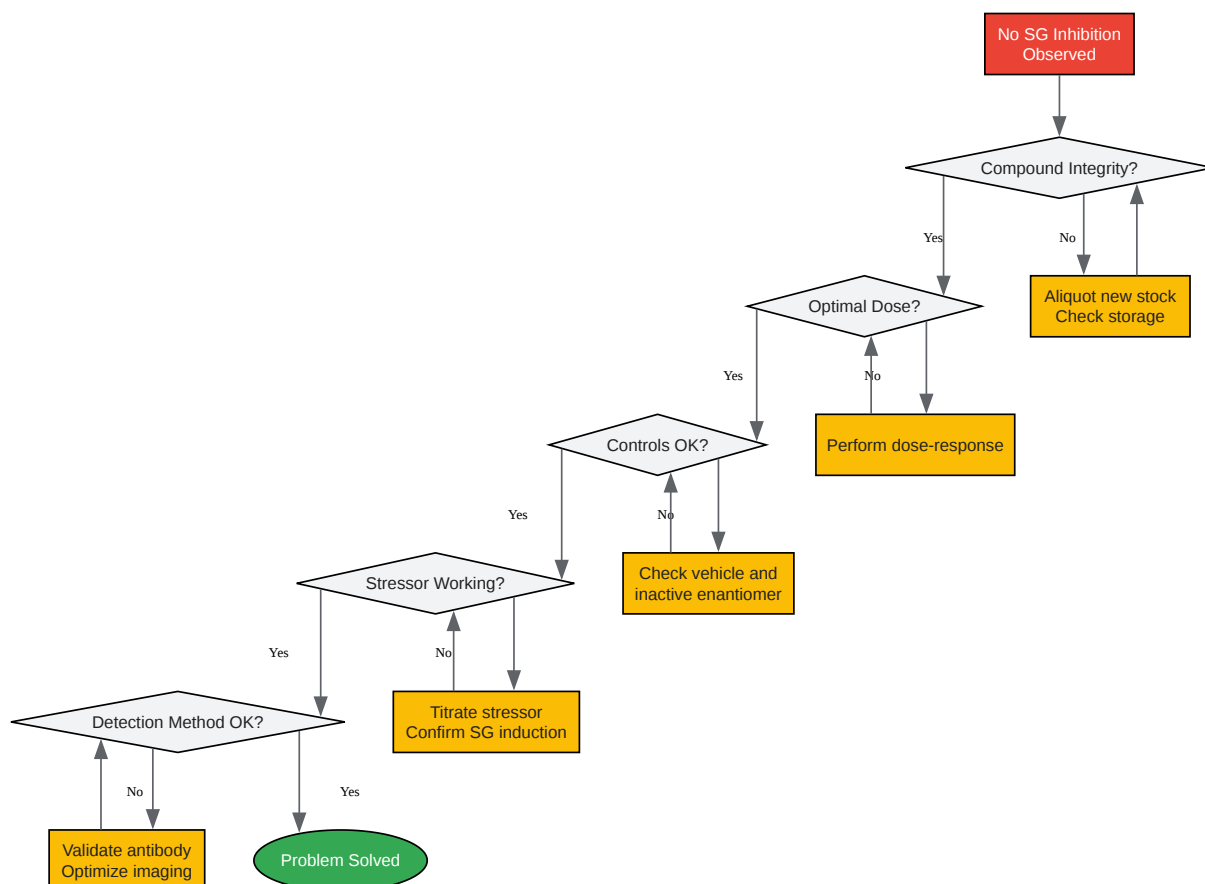 No SG Inhibition
Observed
Compound Integrity?
Yes
No
Aliquot new stock
Check storage
Optimal Dose?
Yes
No
Perform dose-response
Controls OK?
Yes
No
Check vehicle and
inactive enantiomer
Stressor Working?
Yes
No
Titrate stressor
Confirm SG induction
Detection Method OK?
No
Yes
Validate antibody
Optimize imaging
Problem Solved